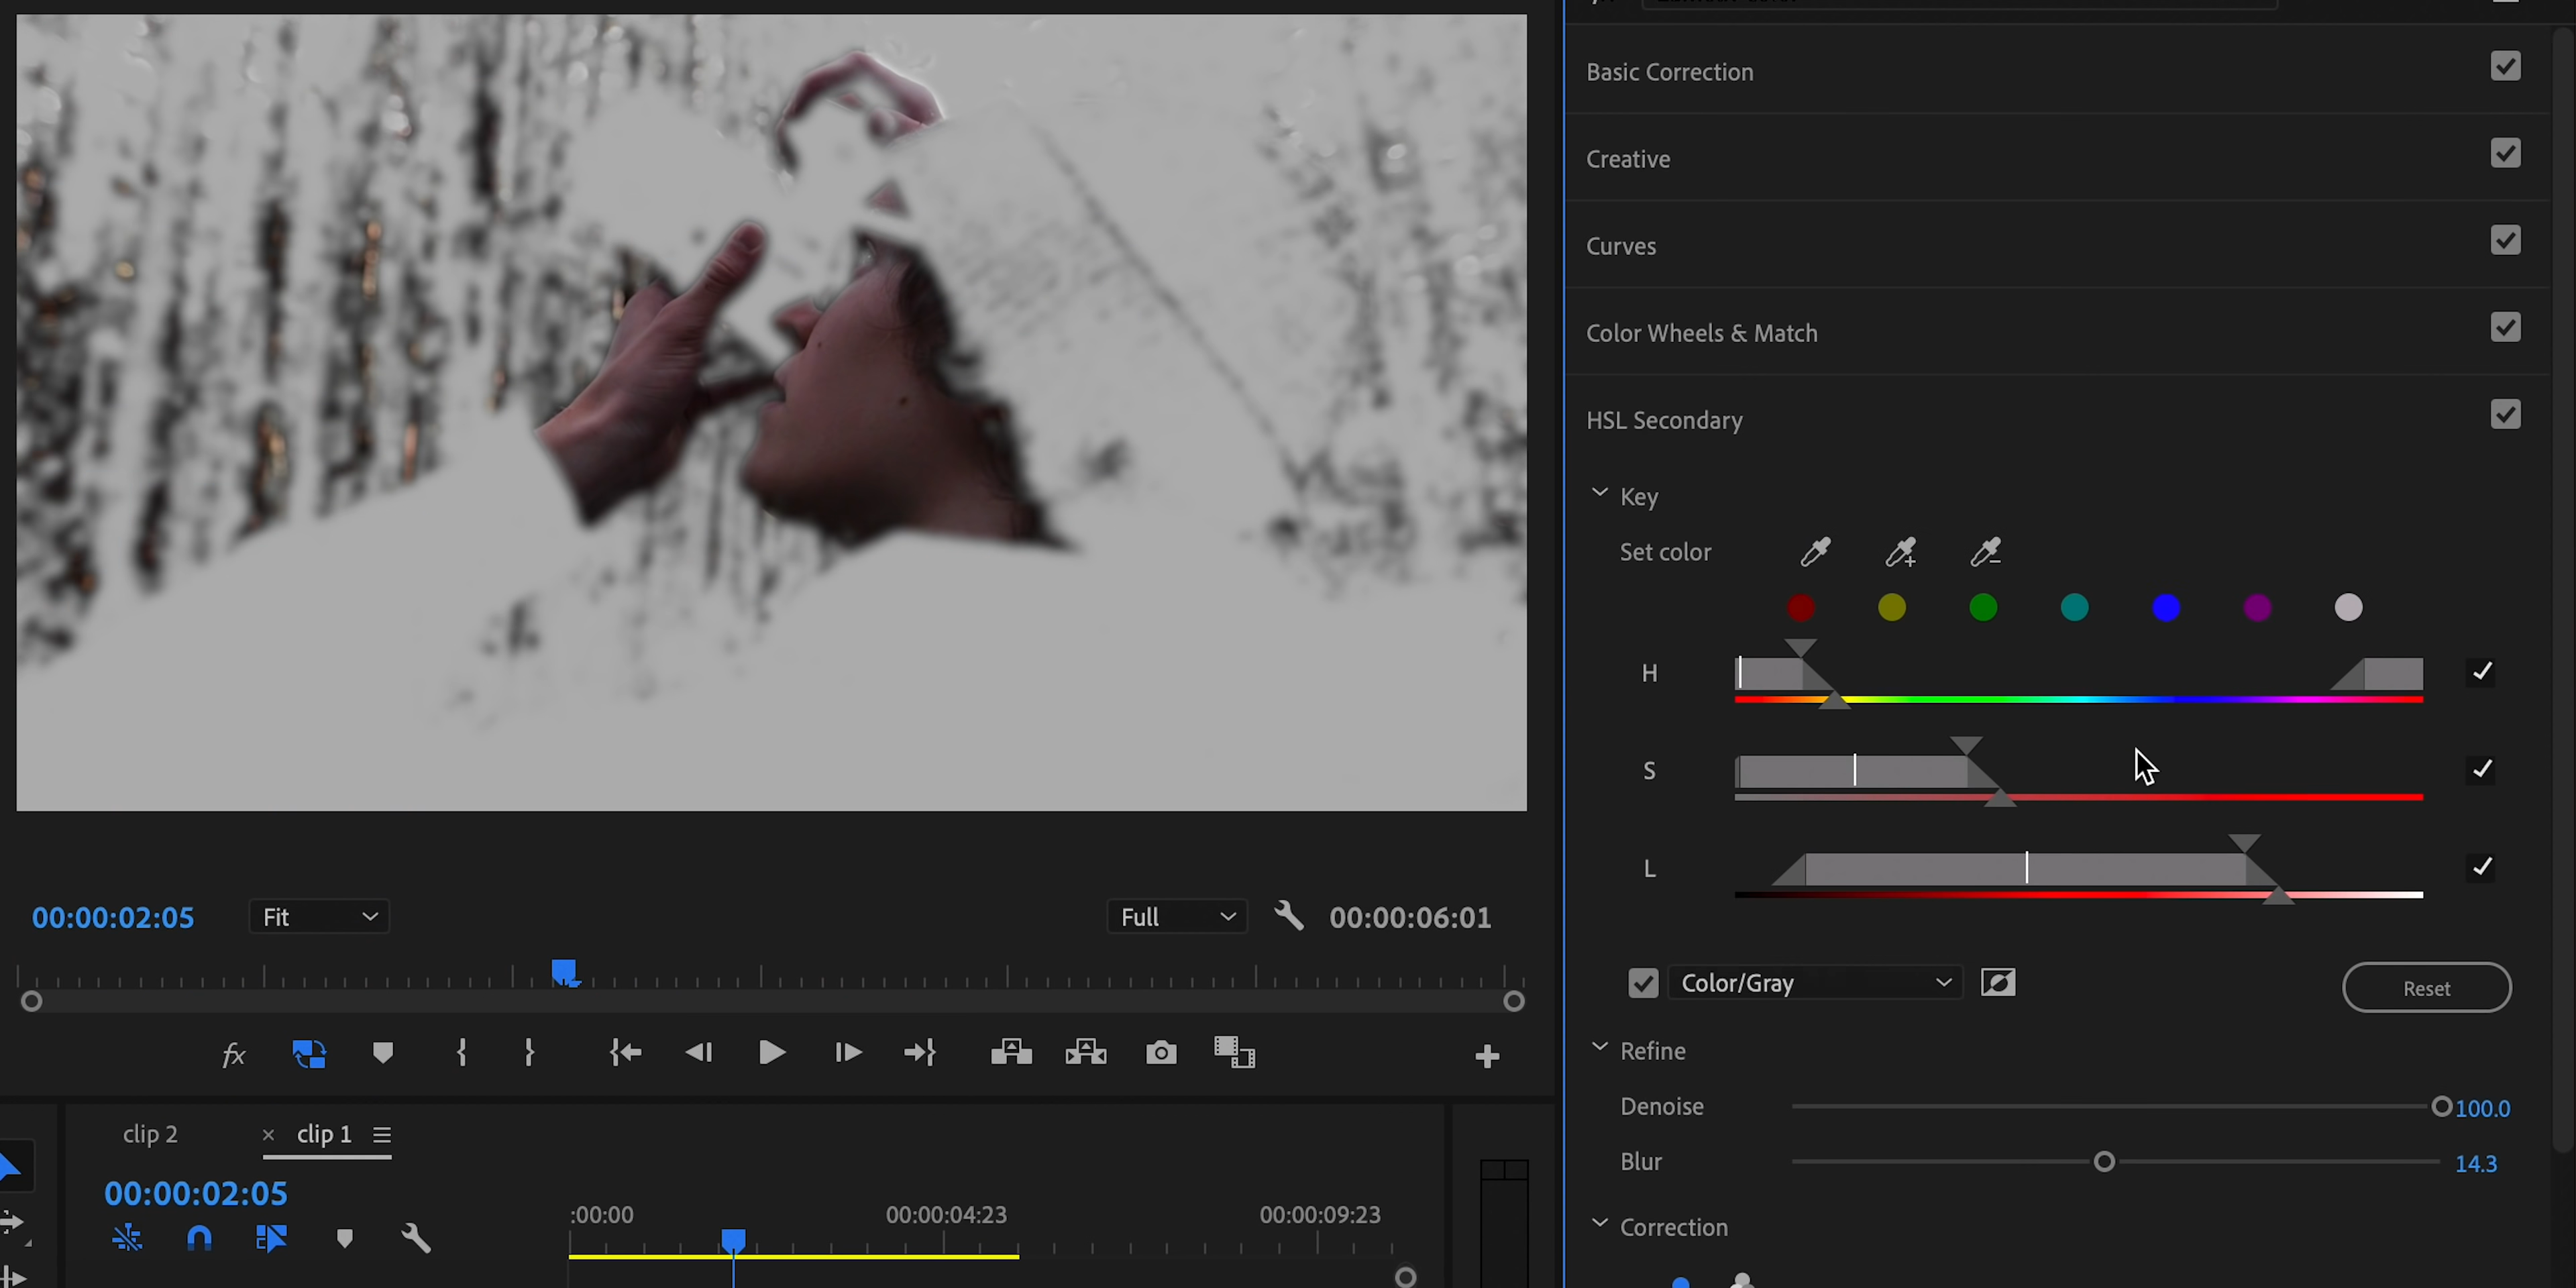 Basic Correction
Creative
Curves
Color Wheels & Match
HSL Secondary
Key
Set color
H
S
L
Color/Gray
Reset
Refine
Denoise 100.0
Blur 14.3
Correction
00:00:02:05 Fit Full 00:00:06:01
fx
clip 2 × clip 1
00:00:02:05
:00:00 00:00:04:23 00:00:09:23